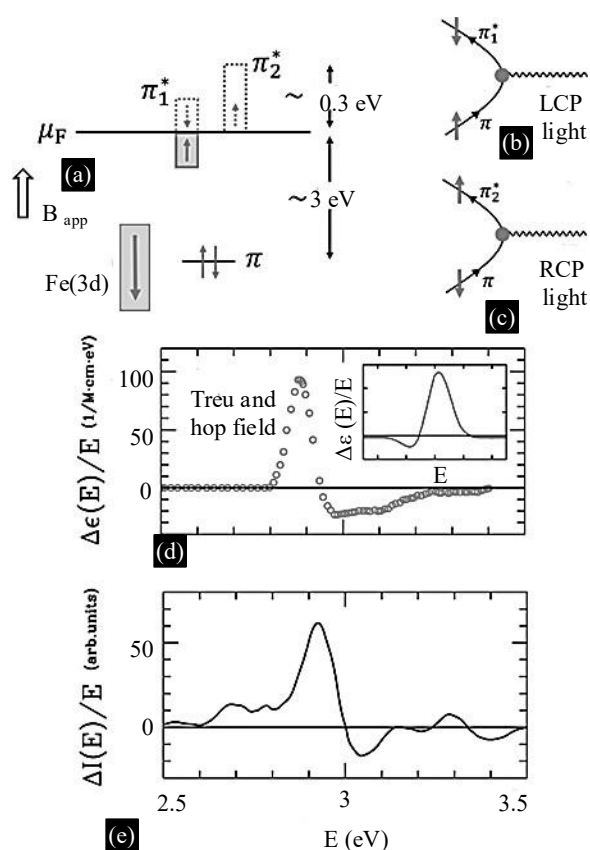 π₂*
π₁*
~ 0.3 eV
μF
(a)
B app
~3 eV
Fe(3d)
π
π₁*
LCP
light
π
(b)
π₂*
RCP
light
π
(c)
Δϵ(E)/E (1/M·cm·eV)
100
50
0
Treu and
hop field
Δε (E)/E
E
(d)
ΔI(E)/E (arb.units)
50
0
2.5
3
3.5
E (eV)
(e)